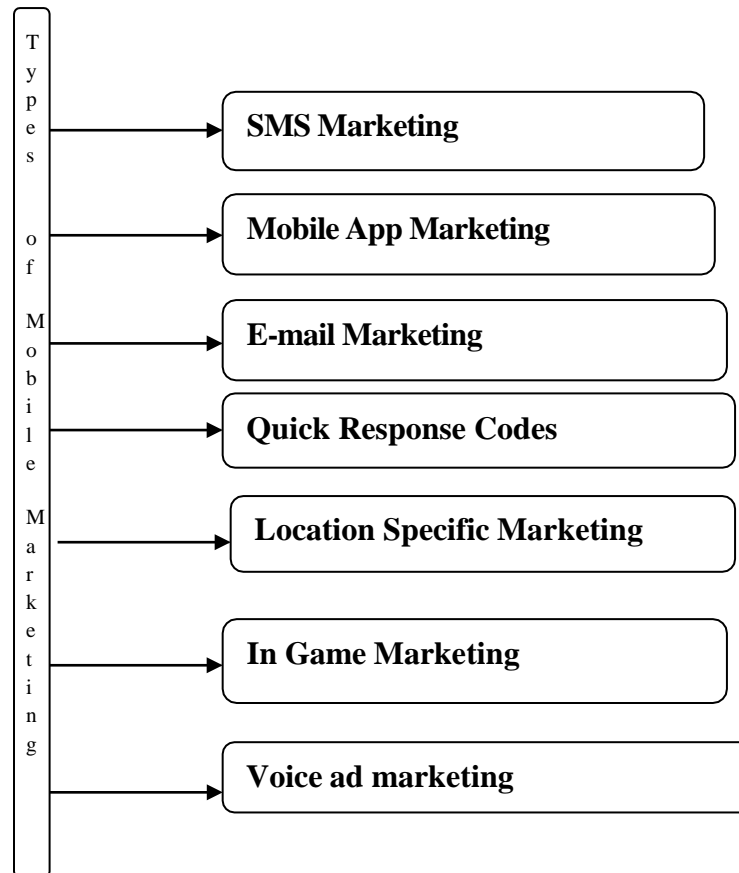 Types of Mobile Marketing
SMS Marketing
Mobile App Marketing
E-mail Marketing
Quick Response Codes
Location Specific Marketing
In Game Marketing
Voice ad marketing